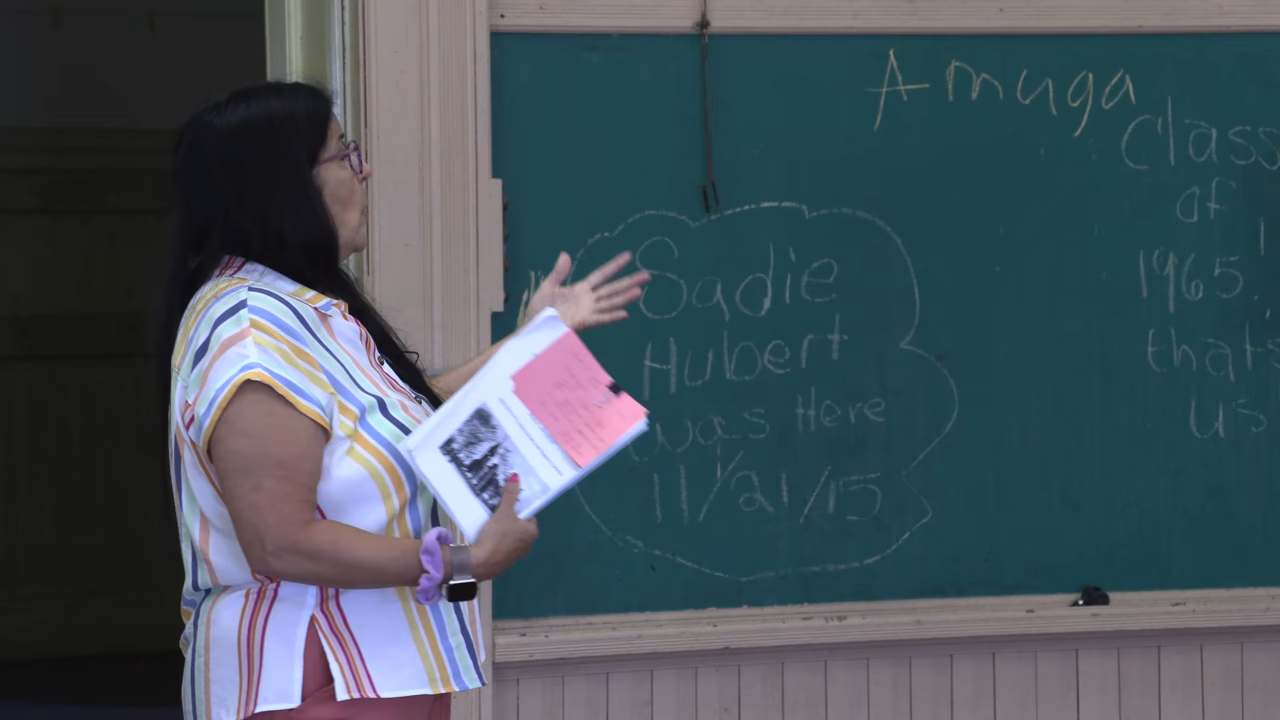 Amuga
Class
of
1965.
that's
us.
Sadie
Hubert
was Here
11/21/15